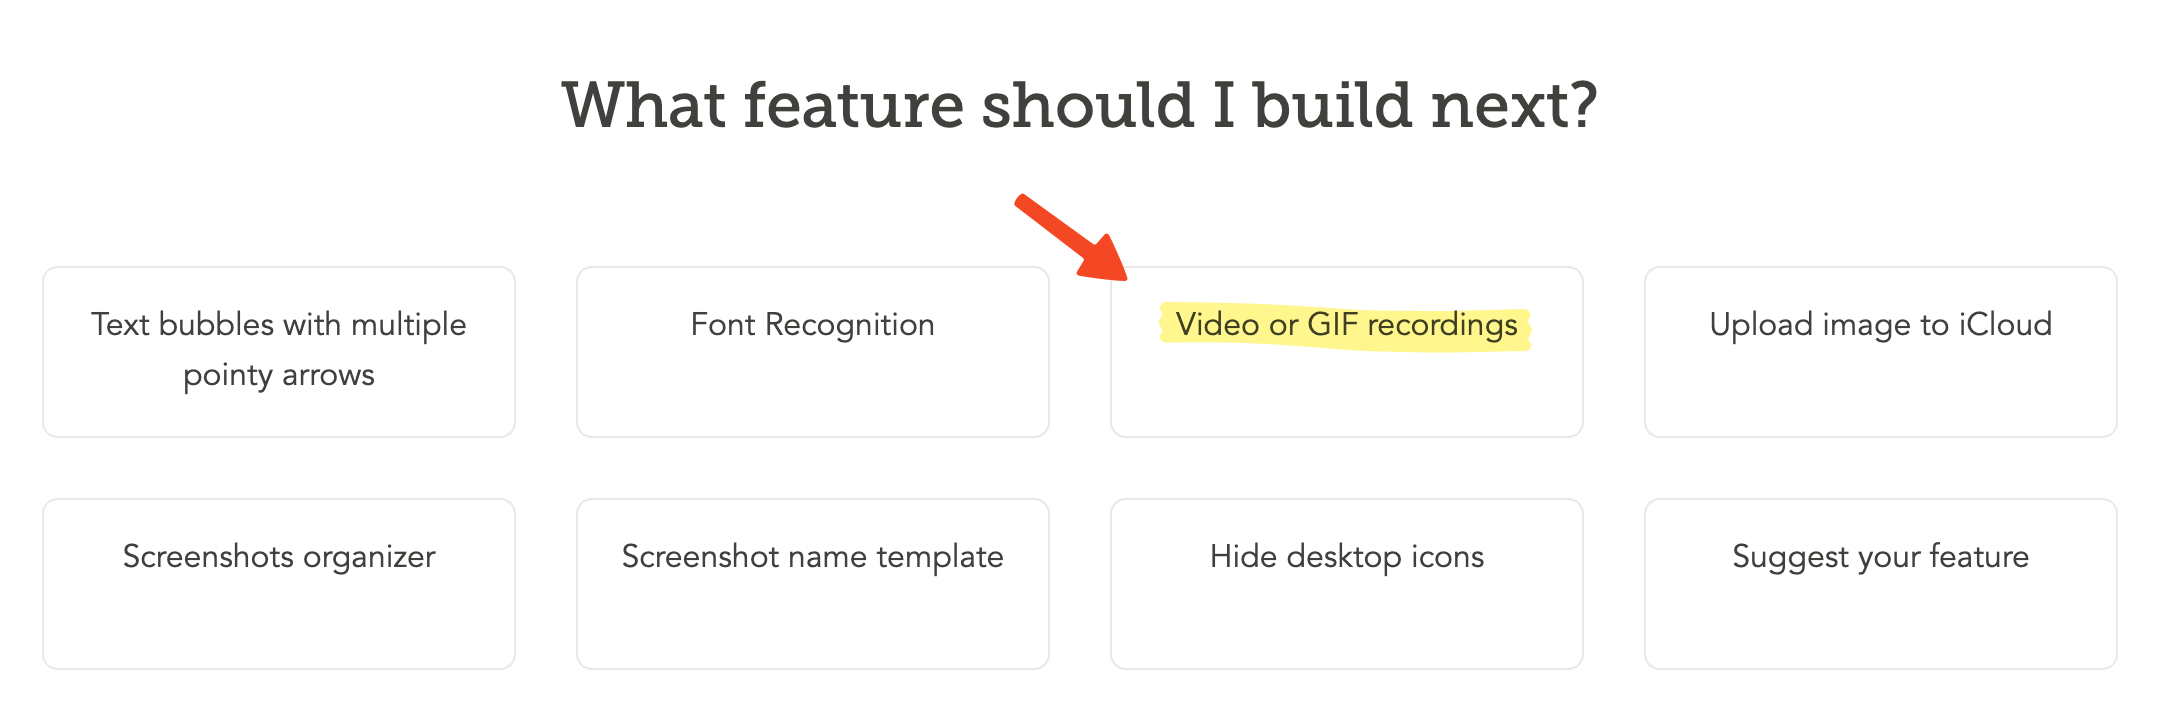 What feature should I build next?
Text bubbles with multiple
pointy arrows
Font Recognition
Video or GIF recordings
Upload image to iCloud
Screenshots organizer
Screenshot name template
Hide desktop icons
Suggest your feature